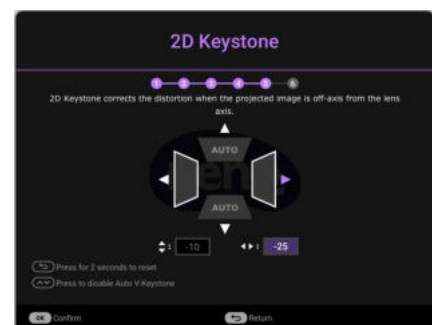 2D Keystone
1 2 3 4 5 6
2D Keystone corrects the distortion when the projected image is off-axis from the lens
axis.
AUTO
AUTO
: -10 : -25
Press for 2 seconds to reset
Press to disable Auto V-Keystone
OK Confirm Return